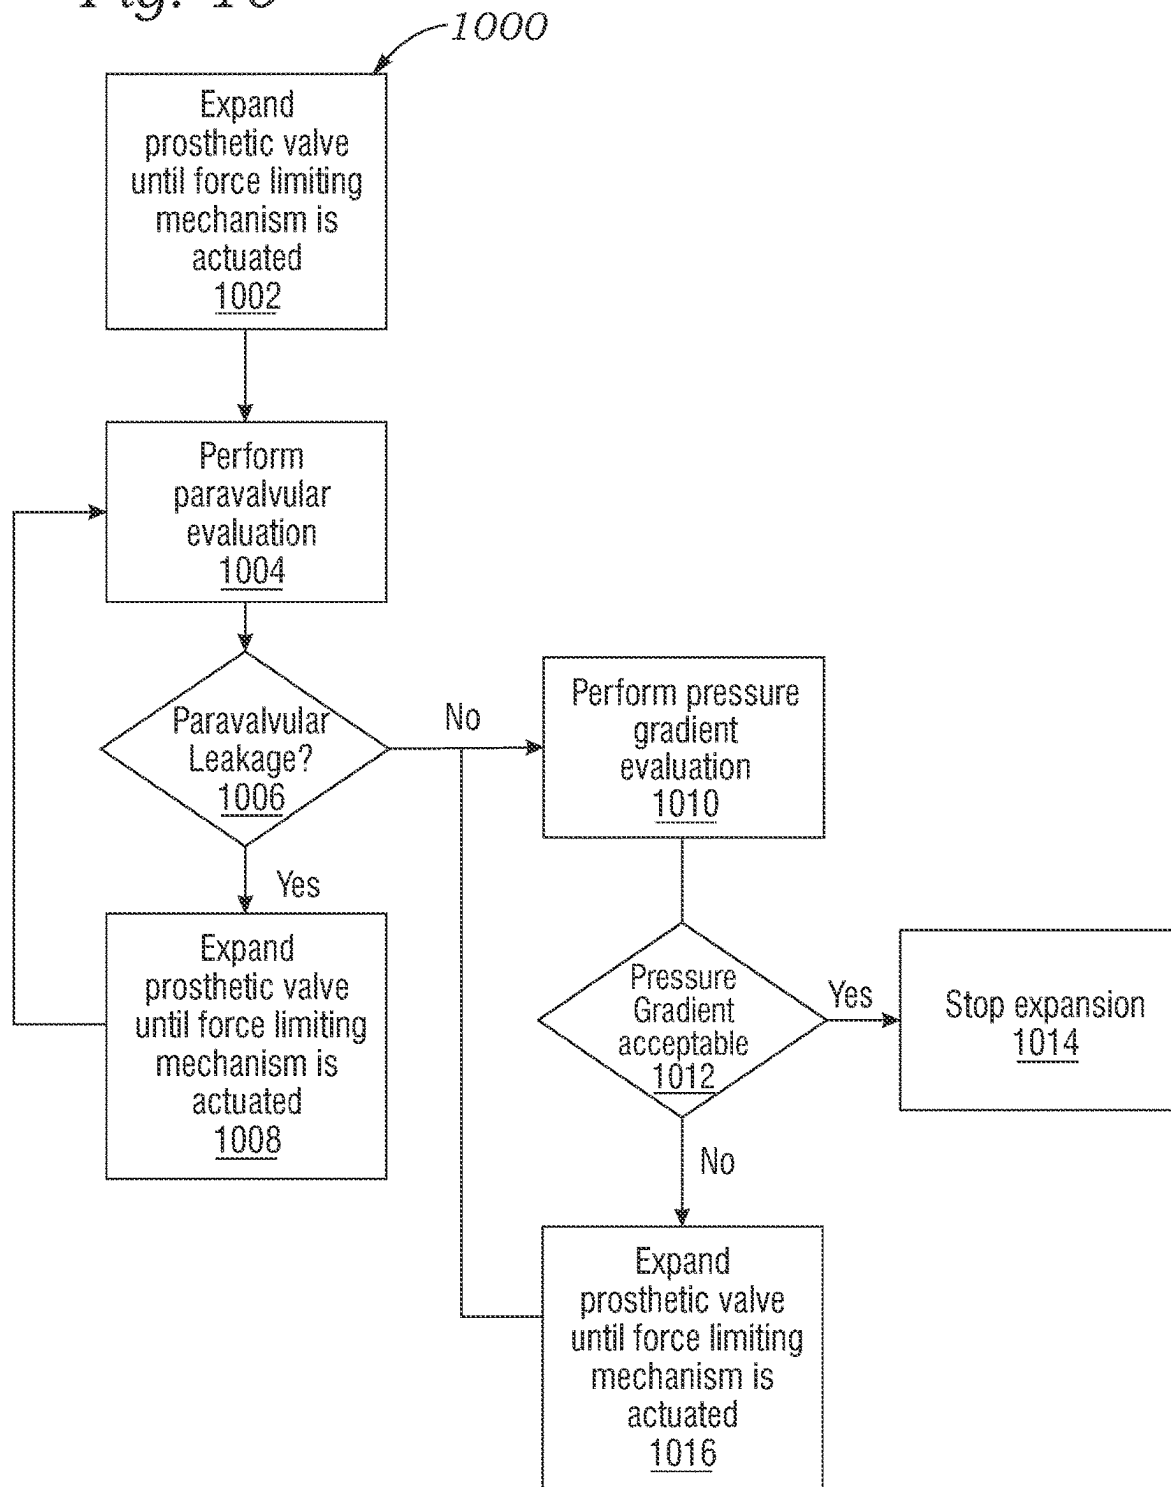 1000
Expand
prosthetic valve
until force limiting
mechanism is
actuated
1002
Perform
paravalvular
evaluation
1004
Paravalvular
Leakage?
1006
No
Yes
Expand
prosthetic valve
until force limiting
mechanism is
actuated
1008
Perform pressure
gradient
evaluation
1010
Pressure
Gradient
acceptable
1012
Yes
Stop expansion
1014
No
Expand
prosthetic valve
until force limiting
mechanism is
actuated
1016